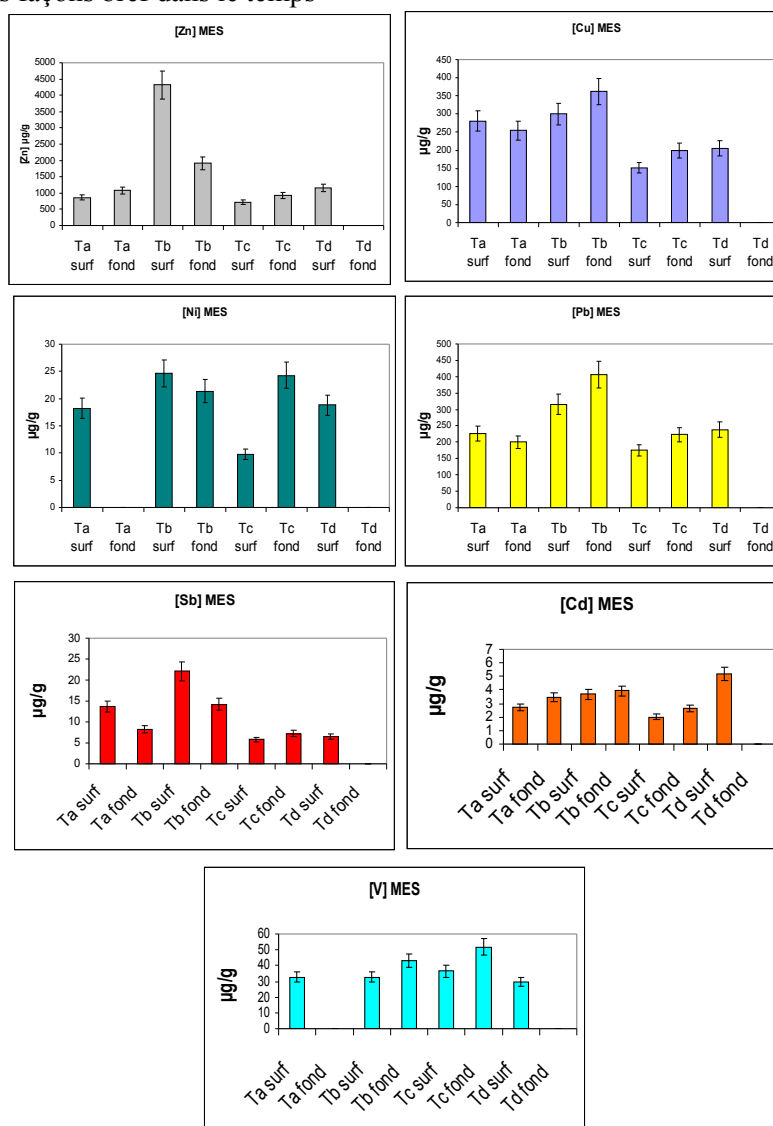 façons bref dans le temps
[Zn] MES
[Zn] µg/g
5000
4500
4000
3500
3000
2500
2000
1500
1000
500
0
Ta surf
Ta fond
Tb surf
Tb fond
Tc surf
Tc fond
Td surf
Td fond
[Cu] MES
µg/g
450
400
350
300
250
200
150
100
50
0
Ta surf
Ta fond
Tb surf
Tb fond
Tc surf
Tc fond
Td surf
Td fond
[Ni] MES
µg/g
30
25
20
15
10
5
0
Ta surf
Ta fond
Tb surf
Tb fond
Tc surf
Tc fond
Td surf
Td fond
[Pb] MES
µg/g
500
450
400
350
300
250
200
150
100
50
0
Ta surf
Ta fond
Tb surf
Tb fond
Tc surf
Tc fond
Td surf
Td fond
[Sb] MES
µg/g
30
25
20
15
10
5
0
Ta surf
Ta fond
Tb surf
Tb fond
Tc surf
Tc fond
Td surf
Td fond
[Cd] MES
µg/g
7
6
5
4
3
2
1
0
Ta surf
Ta fond
Tb surf
Tb fond
Tc surf
Tc fond
Td surf
Td fond
[V] MES
µg/g
60
50
40
30
20
10
0
Ta surf
Ta fond
Tb surf
Tb fond
Tc surf
Tc fond
Td surf
Td fond